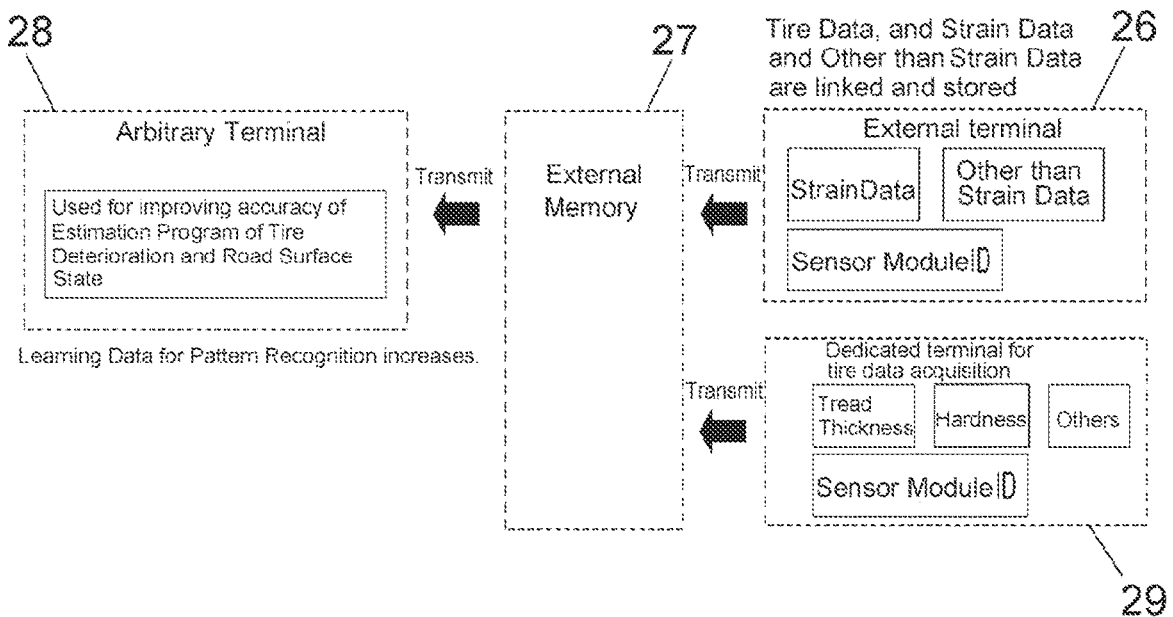 28
Arbitrary Terminal
Used for improving accuracy of
Estimation Program of Tire
Deterioration and Road Surface
State
Learning Data for Pattern Recognition increases.
Transmit
27
External
Memory
Transmit
Transmit
Tire Data, and Strain Data
and Other than Strain Data
are linked and stored
26
External terminal
StrainData
Other than
Strain Data
Sensor ModuleID
Dedicated terminal for
tire data acquisition
Tread
Thickness
Hardness
Others
Sensor ModuleID
29